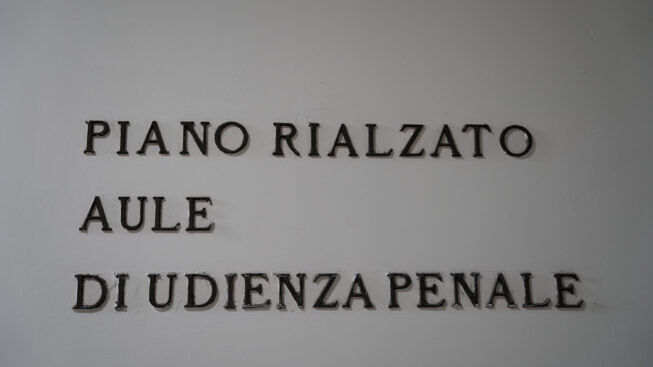 PIANO RIALZATO
AULE
DI UDIENZA PENALE